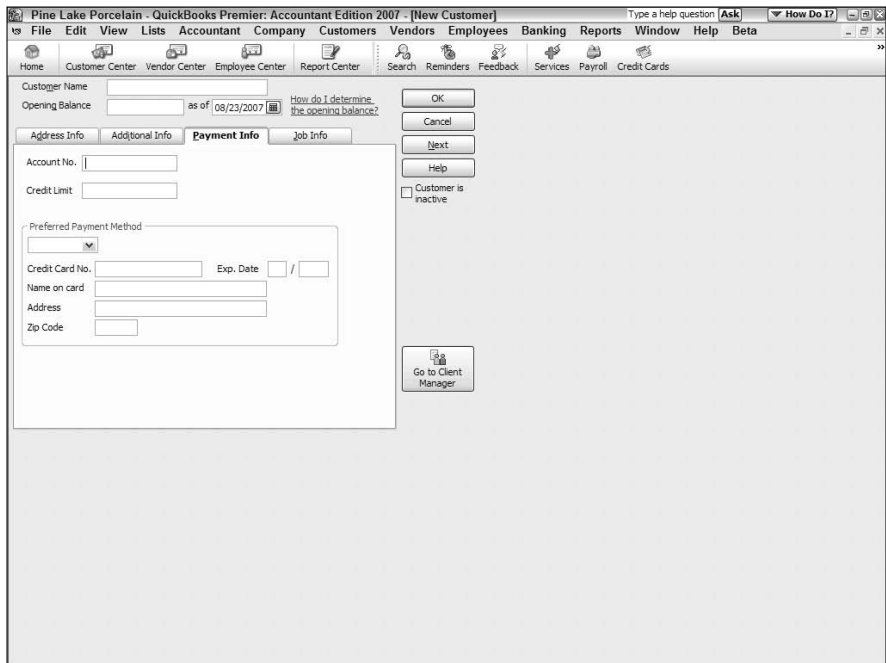 Pine Lake Porcelain - QuickBooks Premier: Accountant Edition 2007 - [New Customer] Type a help question Ask How Do I?
File Edit View Lists Accountant Company Customers Vendors Employees Banking Reports Window Help Beta
Home Customer Center Vendor Center Employee Center Report Center Search Reminders Feedback Services Payroll Credit Cards »
Customer Name
Opening Balance as of 08/23/2007 How do I determine
the opening balance?
OK
Cancel
Next
Help
Customer is
inactive
Address Info Additional Info Payment Info Job Info
Account No.
Credit Limit
Preferred Payment Method
Credit Card No. Exp. Date /
Name on card
Address
Zip Code
Go to Client
Manager